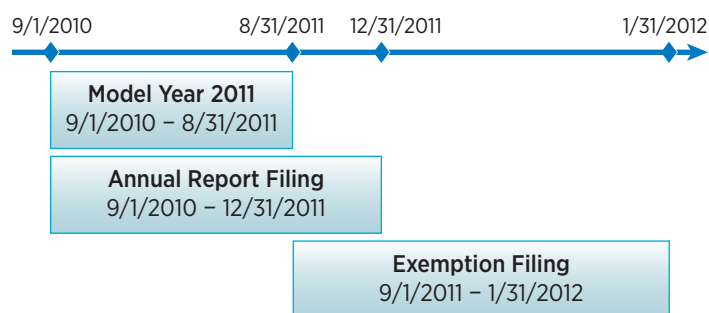 9/1/2010 8/31/2011 12/31/2011 1/31/2012
Model Year 2011
9/1/2010 – 8/31/2011
Annual Report Filing
9/1/2010 – 12/31/2011
Exemption Filing
9/1/2011 – 1/31/2012